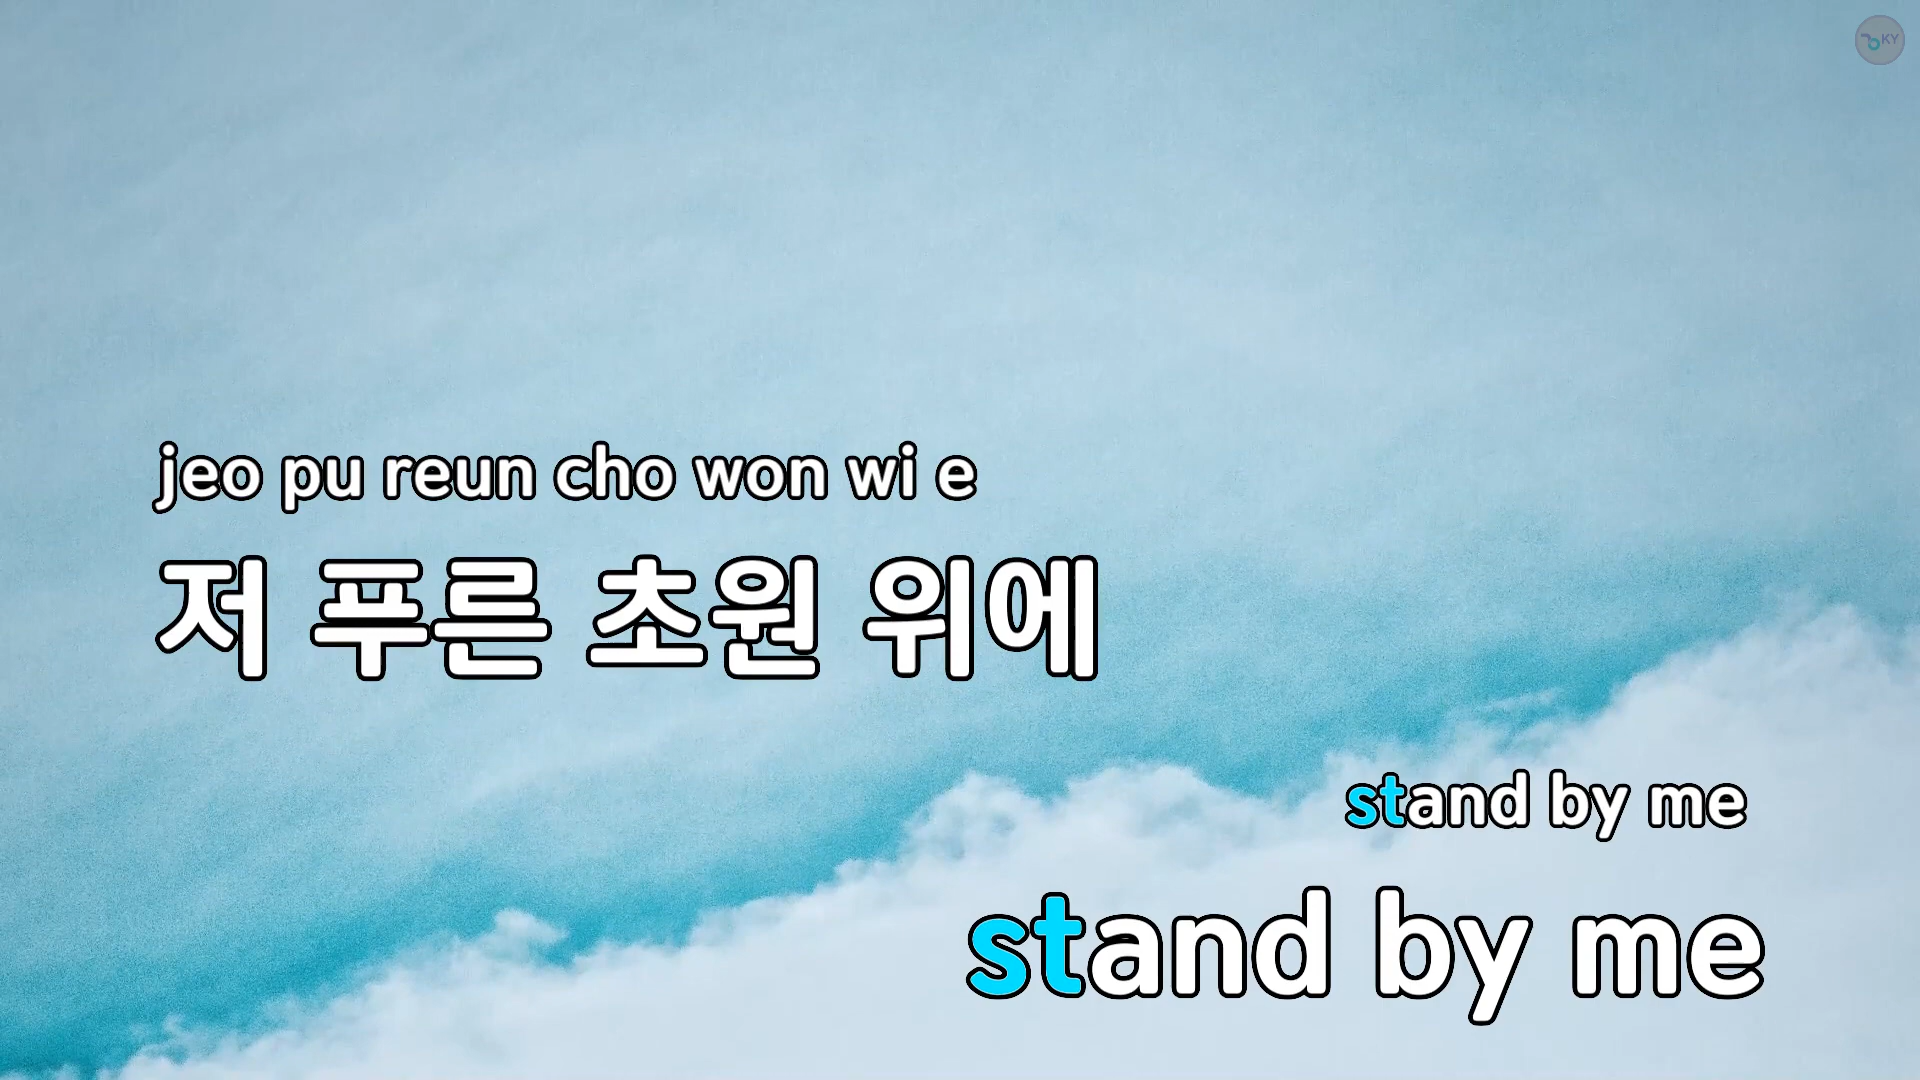 KY
jeo pu reun cho won wi e
저 푸른 초원 위에
stand by me
stand by me